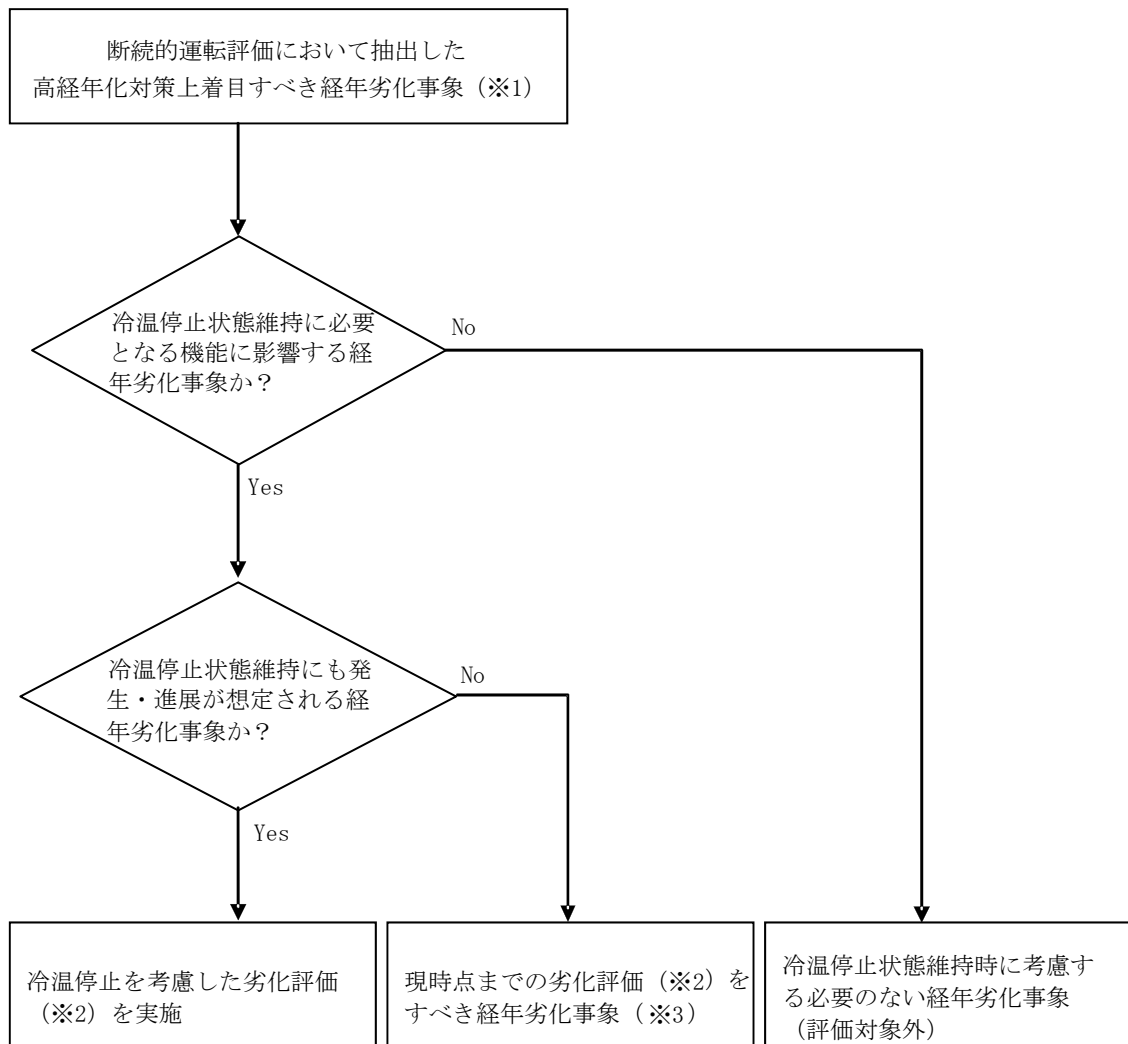 断続的運転評価において抽出した
高経年化対策上着目すべき経年劣化事象（※1）
冷温停止状態維持に必要
となる機能に影響する経
年劣化事象か？
No
Yes
冷温停止状態維持にも発
生・進展が想定される経
年劣化事象か？
No
Yes
冷温停止を考慮した劣化評価
（※2）を実施
現時点までの劣化評価（※2）を
すべき経年劣化事象（※3）
冷温停止状態維持時に考慮す
る必要のない経年劣化事象
（評価対象外）